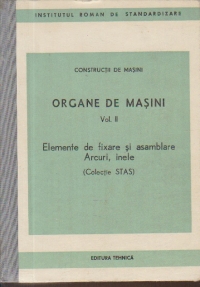 INSTITUTUL ROMAN DE STANDARDIZARE
CONSTRUCȚII DE MAȘINI
ORGANE DE MAȘINI
Vol. II
Elemente de fixare și asamblare
Arcuri, inele
(Colecție STAS)
EDITURA TEHNICĂ